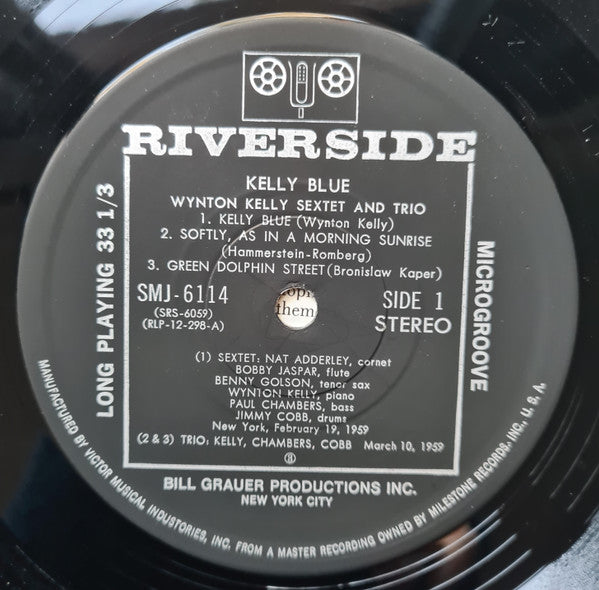 RIVERSIDE
KELLY BLUE
WYNTON KELLY SEXTET AND TRIO
1. KELLY BLUE (Wynton Kelly)
2. SOFTLY, AS IN A MORNING SUNRISE
(Hammerstein-Romberg)
3. GREEN DOLPHIN STREET (Bronislaw Kaper)
SMJ-6114
(SRS-6059)
(RLP-12-298-A)
them
SIDE 1
STEREO
(1) SEXTET: NAT ADDERLEY, cornet
BOBBY JASPAR, flute
BENNY GOLSON, tenor sax
WYNTON KELLY, piano
PAUL CHAMBERS, bass
JIMMY COBB, drums
New York, February 19, 1959
(2 & 3) TRIO: KELLY, CHAMBERS, COBB March 10, 1959
BILL GRAUER PRODUCTIONS INC.
NEW YORK CITY
LONG PLAYING 33 1/3
MICROGROOVE
MANUFACTURED BY VICTOR MUSICAL INDUSTRIES, INC. FROM A MASTER RECORDING OWNED BY MILESTONE RECORDS, INC., U. S. A.